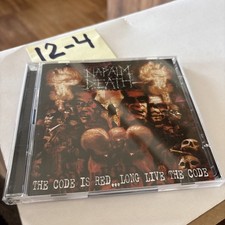 12-4
NAPALM
DEATH
THE CODE IS RED...LONG LIVE THE CODE